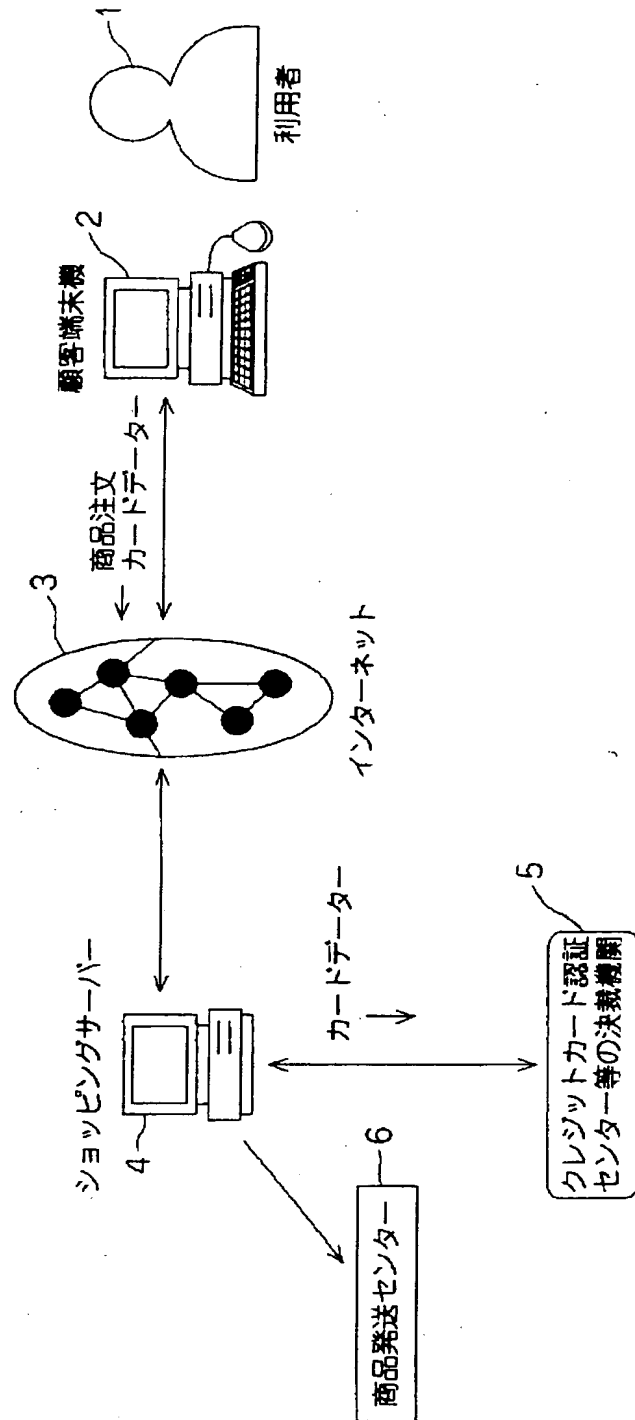 ショッピングサーバー
4
3
商品注文
カードデーター
顧客端末機
2
1
利用者
インターネット
カードデーター
6
商品発送センター
5
クレジットカード認証
センター等の決裁機関